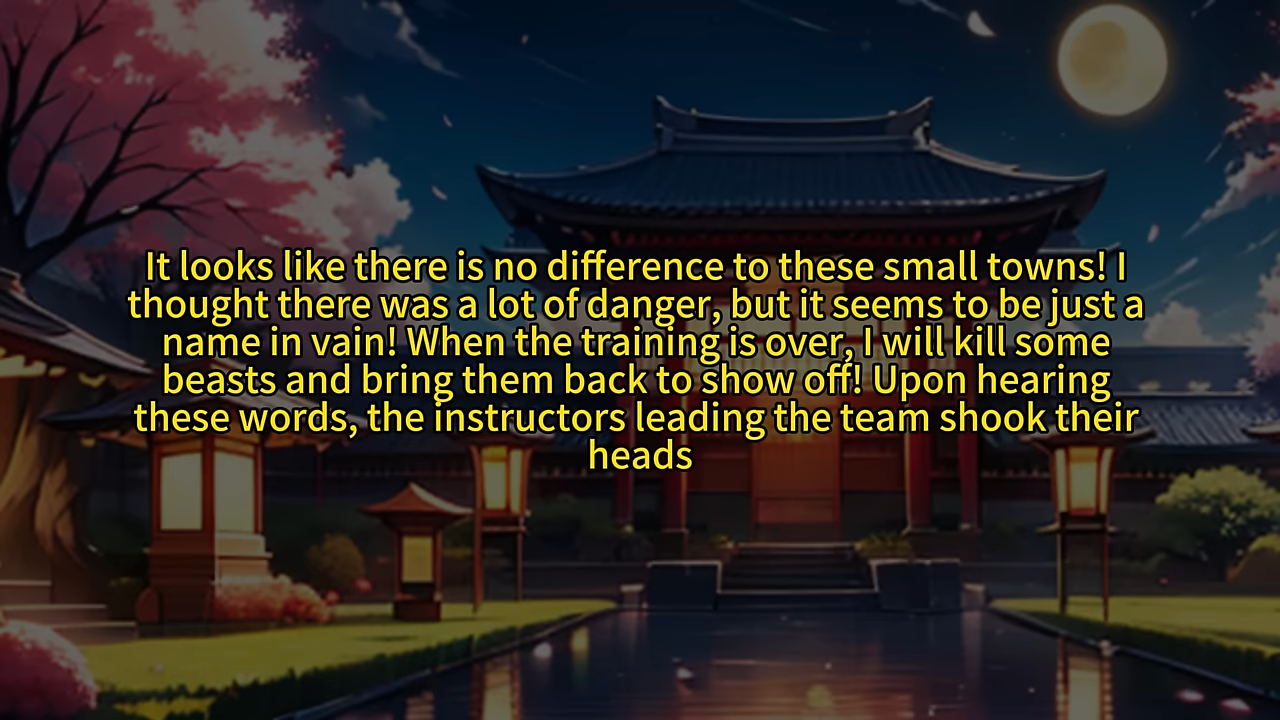 It looks like there is no difference to these small towns! I
thought there was a lot of danger, but it seems to be just a
name in vain! When the training is over, I will kill some
beasts and bring them back to show off! Upon hearing
these words, the instructors leading the team shook their
heads